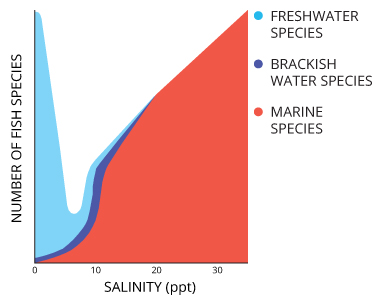 FRESHWATER
SPECIES
BRACKISH
WATER SPECIES
MARINE
SPECIES
NUMBER OF FISH SPECIES
0 10 20 30
SALINITY (ppt)